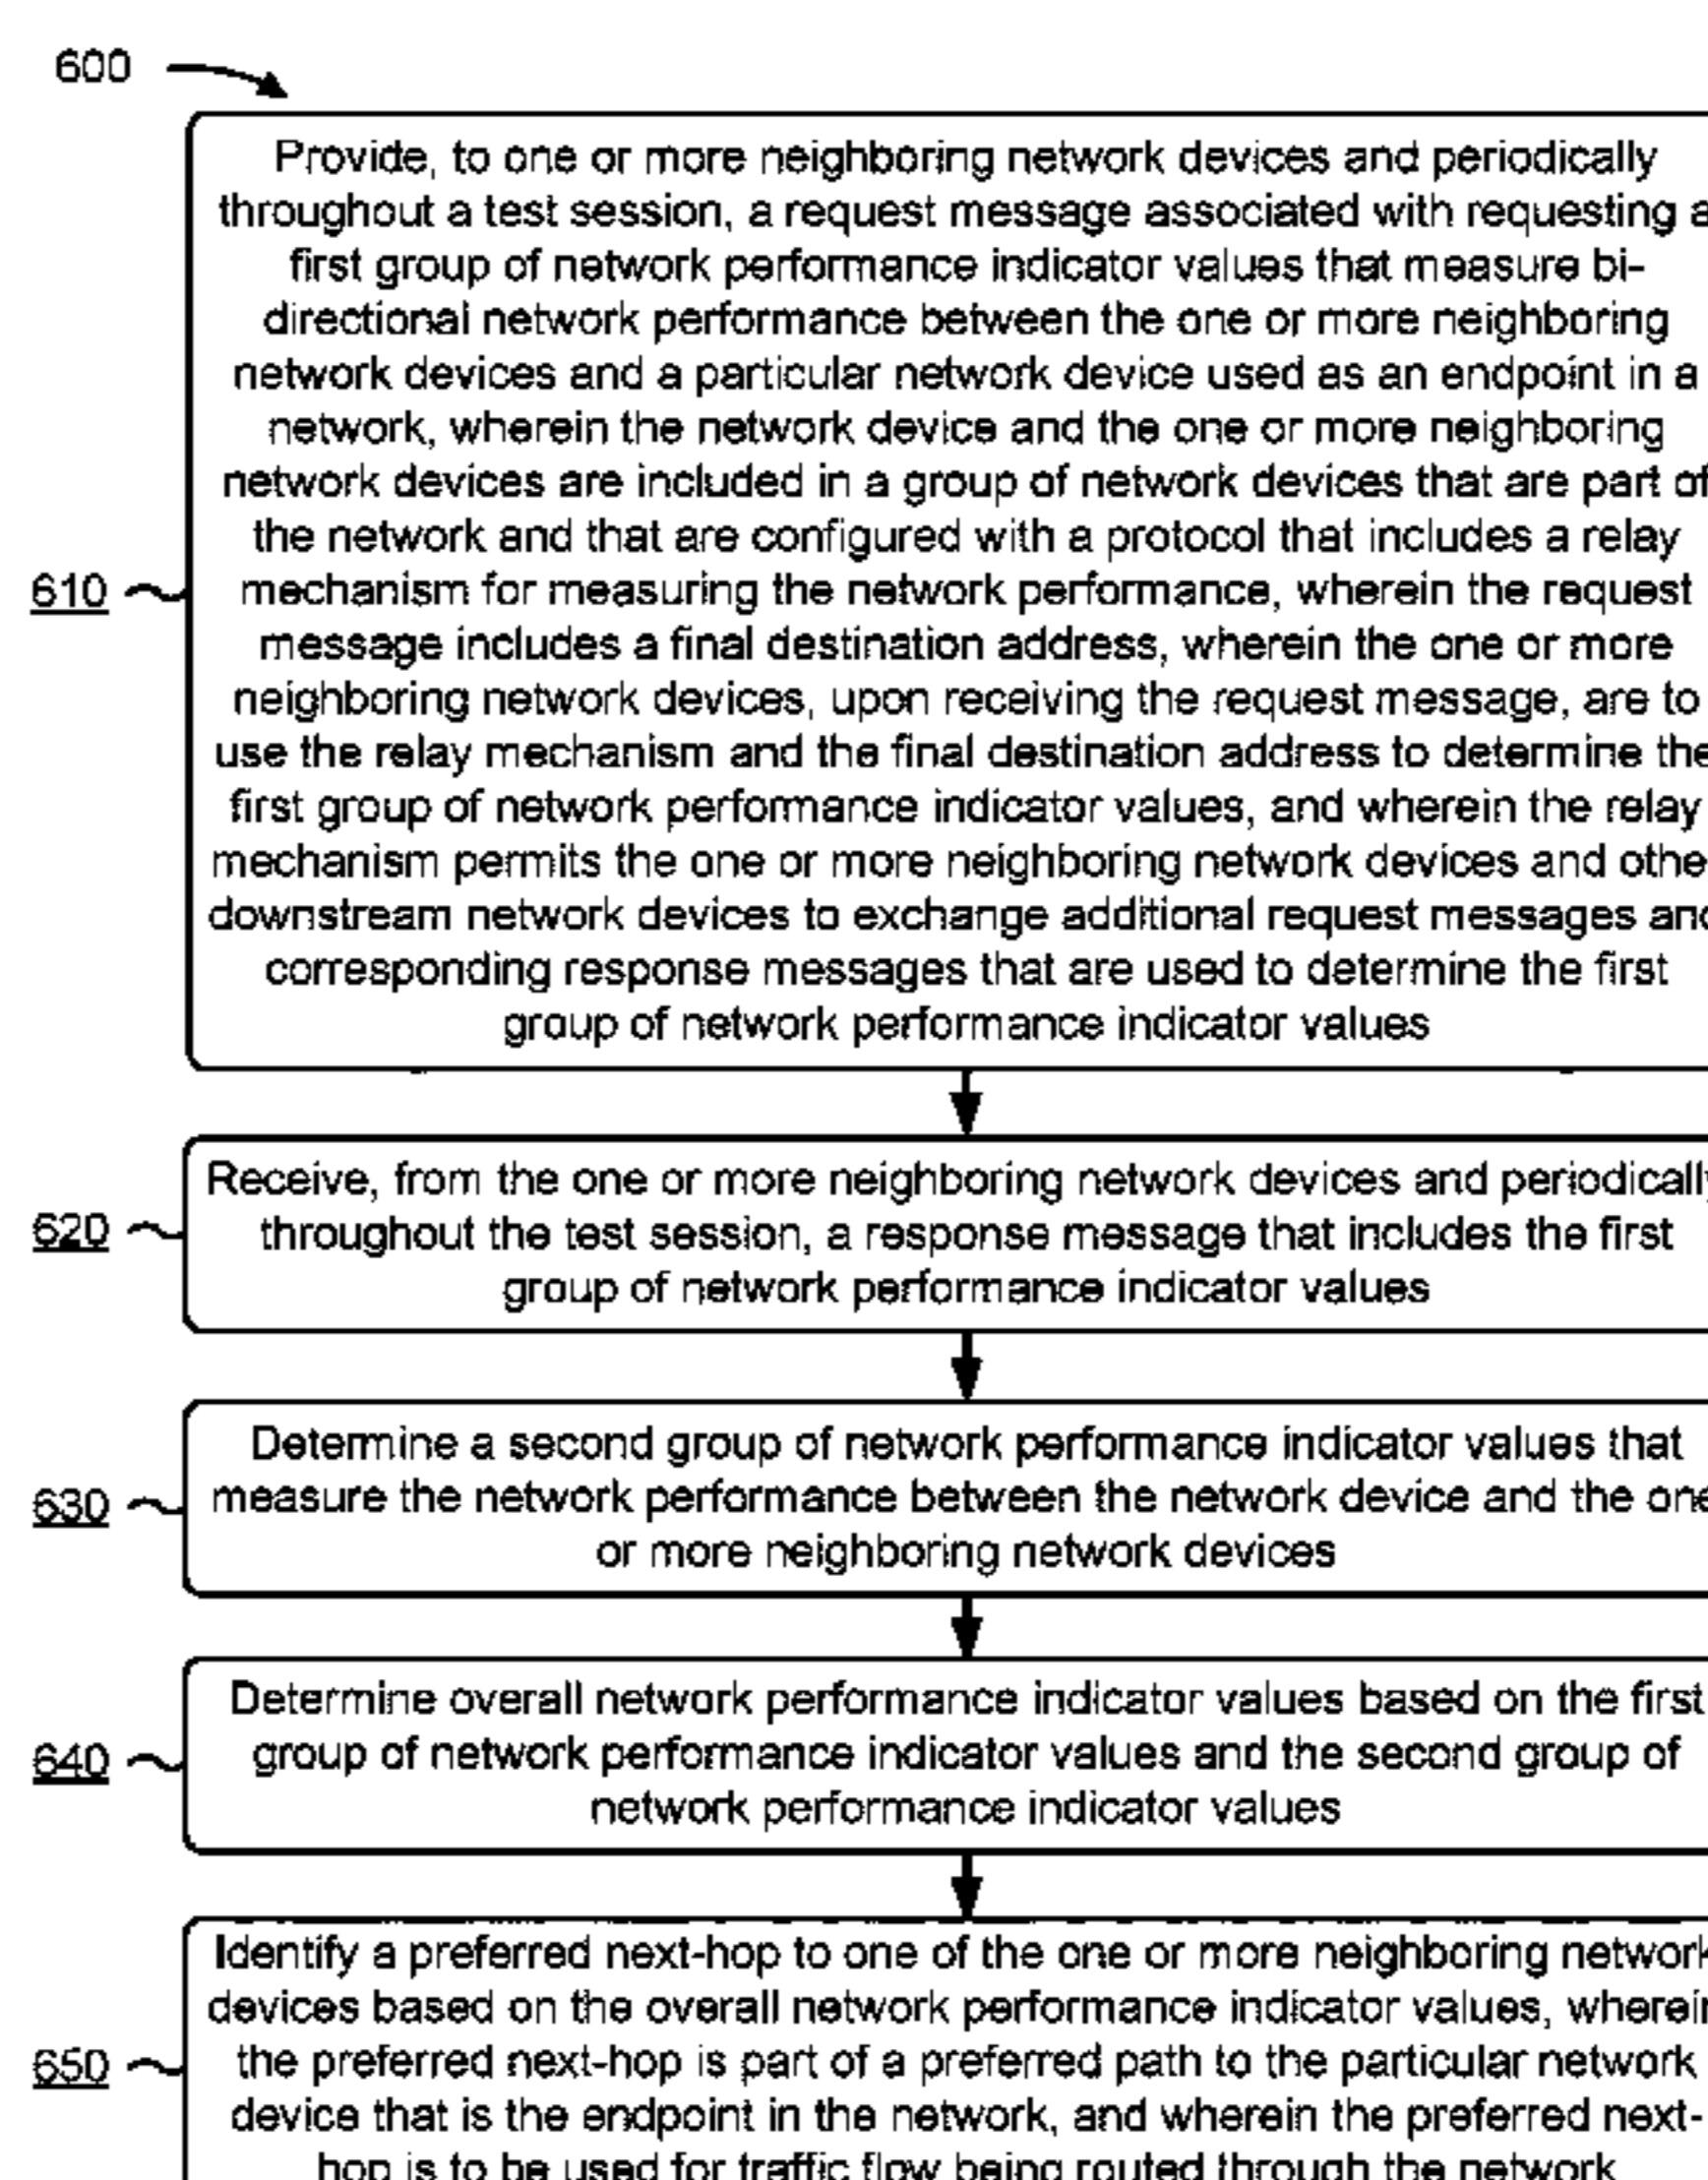 600
Provide, to one or more neighboring network devices and periodically
throughout a test session, a request message associated with requesting a
first group of network performance indicator values that measure bi-
directional network performance between the one or more neighboring
network devices and a particular network device used as an endpoint in a
network, wherein the network device and the one or more neighboring
network devices are included in a group of network devices that are part of
the network and that are configured with a protocol that includes a relay
610
mechanism for measuring the network performance, wherein the request
message includes a final destination address, wherein the one or more
neighboring network devices, upon receiving the request message, are to
use the relay mechanism and the final destination address to determine the
first group of network performance indicator values, and wherein the relay
mechanism permits the one or more neighboring network devices and othe
downstream network devices to exchange additional request messages and
corresponding response messages that are used to determine the first
group of network performance indicator values
Receive, from the one or more neighboring network devices and periodically
620
throughout the test session, a response message that includes the first
group of network performance indicator values
Determine a second group of network performance indicator values that
630
measure the network performance between the network device and the one
or more neighboring network devices
Determine overall network performance indicator values based on the first
640
group of network performance indicator values and the second group of
network performance indicator values
Identify a preferred next-hop to one of the one or more neighboring network
devices based on the overall network performance indicator values, wherein
650
the preferred next-hop is part of a preferred path to the particular network
device that is the endpoint in the network, and wherein the preferred next-
hop is to be used for traffic flow being routed through the network